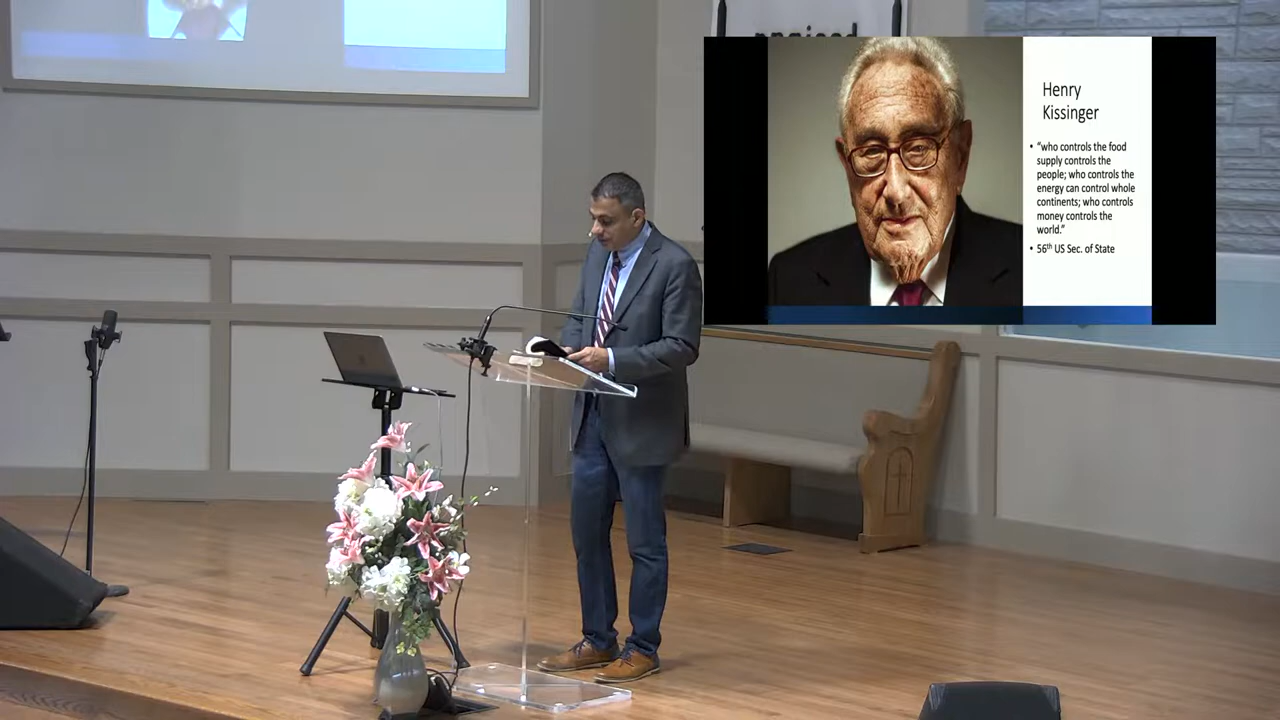 Henry
Kissinger
• “who controls the food
supply controls the
people; who controls the
energy can control whole
continents; who controls
money controls the
world.”
• 56th US Sec. of State